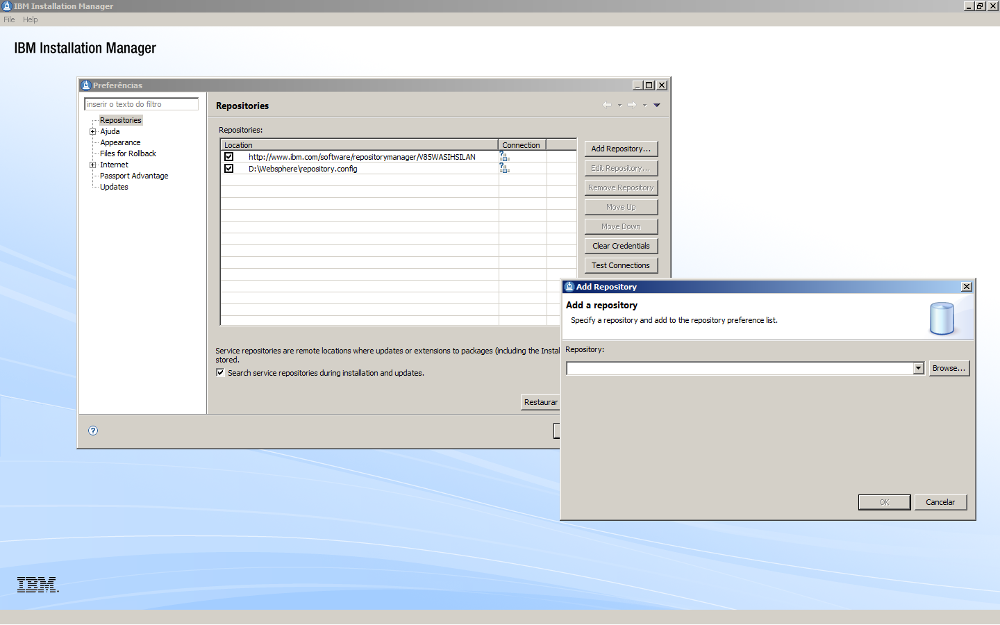 IBM Installation Manager
File Help
IBM Installation Manager
Preferências
inserir o texto do filtro
Repositories
Ajuda
Appearance
Files for Rollback
Internet
Passport Advantage
Updates
Repositories
Repositories:
Location Connection
http://www.ibm.com/software/repositorymanager/V85WASIHSILAN
D:\Websphere\repository.config
Add Repository...
Edit Repository...
Remove Repository
Move Up
Move Down
Clear Credentials
Test Connections
Service repositories are remote locations where updates or extensions to packages (including the Instal
stored.
Search service repositories during installation and updates.
Restaurar
Add Repository
Add a repository
Specify a repository and add to the repository preference list.
Repository:
Browse...
OK Cancelar
IBM.